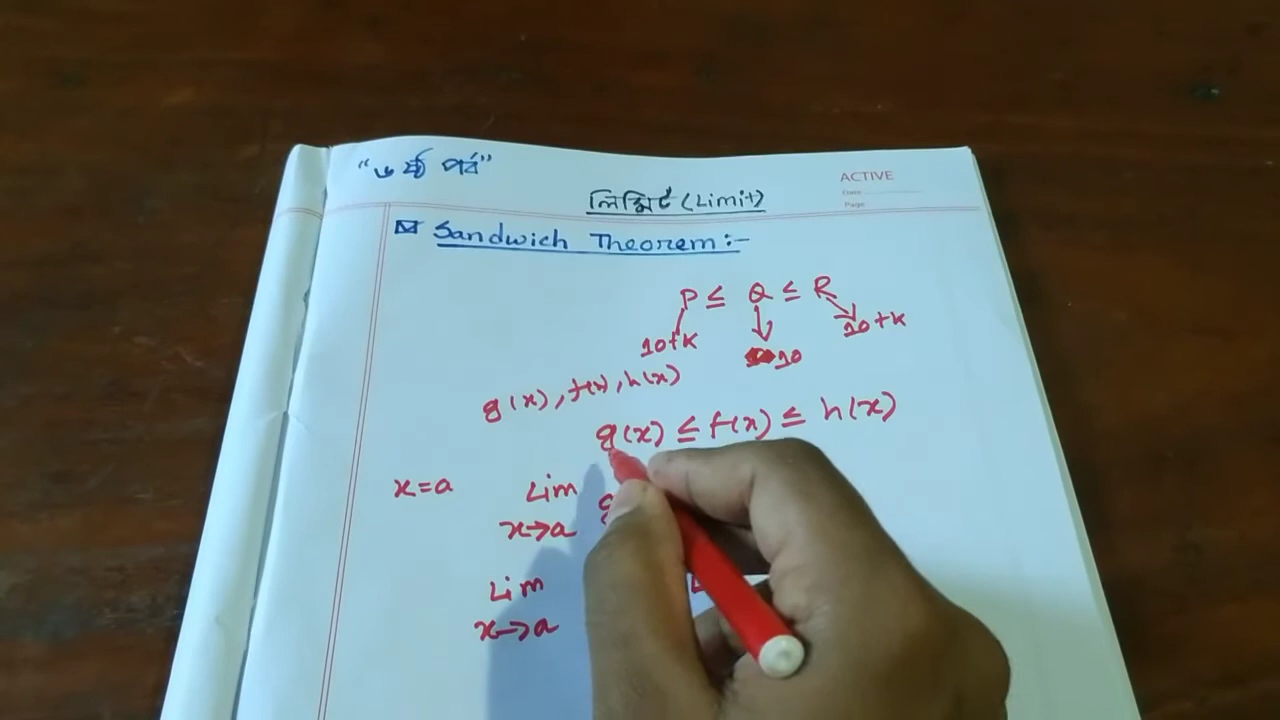 "৬ষ্ঠ পর্ব"
ACTIVE
Date
Page
লিমিট (Limit)
Sandwich Theorem:-
P ≤ Q ≤ R
10+k 10 10+k
g(x), f(x), h(x)
g(x) ≤ f(x) ≤ h(x)
x=a Lim g
x→a
Lim
x→a